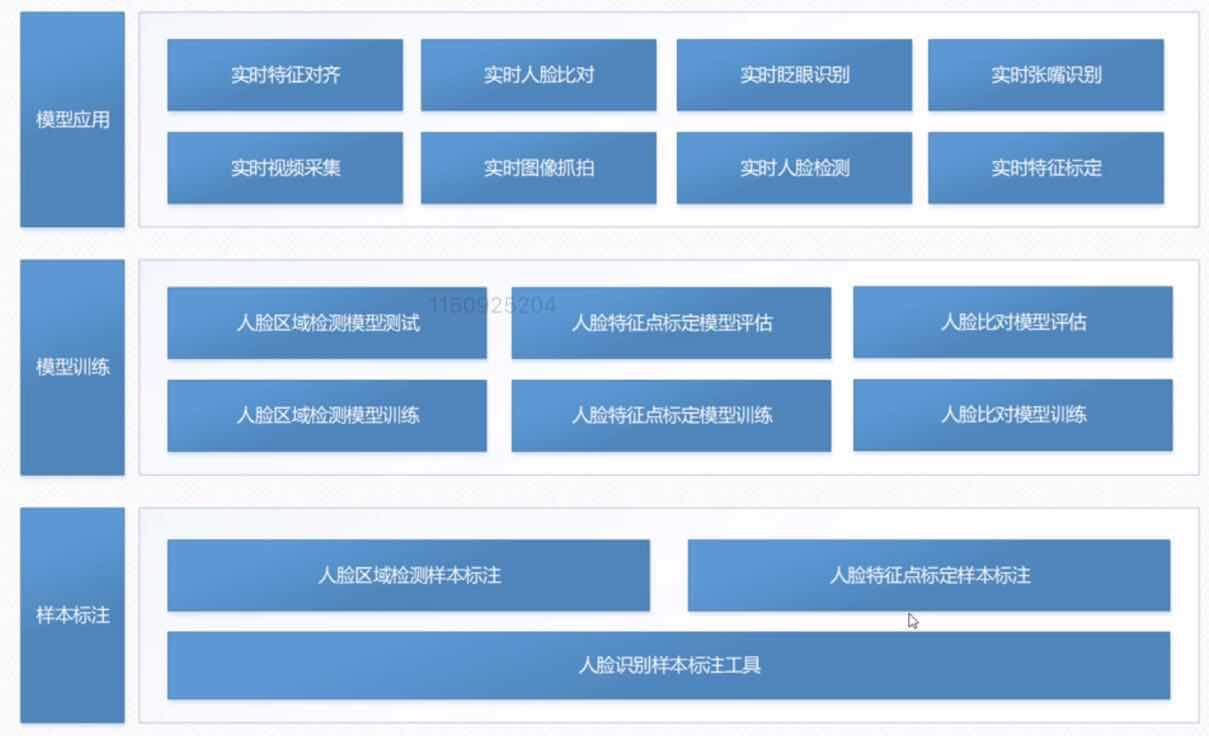 模型应用
实时特征对齐
实时人脸比对
实时眨眼识别
实时张嘴识别
实时视频采集
实时图像抓拍
实时人脸检测
实时特征标定
模型训练
1150925204
人脸区域检测模型测试
人脸特征点标定模型评估
人脸比对模型评估
人脸区域检测模型训练
人脸特征点标定模型训练
人脸比对模型训练
样本标注
人脸区域检测样本标注
人脸特征点标定样本标注
人脸识别样本标注工具